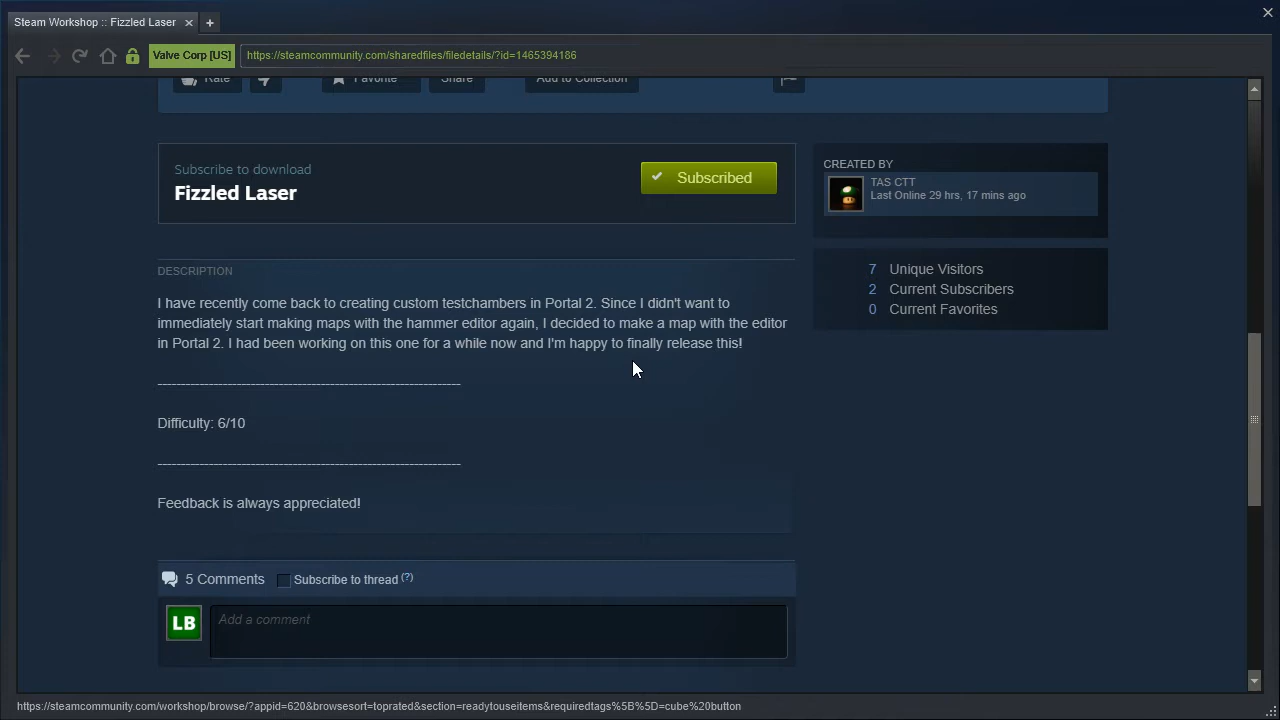 Steam Workshop :: Fizzled Laser
Valve Corp [US]
https://steamcommunity.com/sharedfiles/filedetails/?id=1465394186
Rate
Favorite
Share
Add to Collection
Subscribe to download
Fizzled Laser
Subscribed
CREATED BY
TAS CTT
Last Online 29 hrs, 17 mins ago
7 Unique Visitors
2 Current Subscribers
0 Current Favorites
DESCRIPTION
I have recently come back to creating custom testchambers in Portal 2. Since I didn't want to
immediately start making maps with the hammer editor again, I decided to make a map with the editor
in Portal 2. I had been working on this one for a while now and I'm happy to finally release this!
-----------------------------------------------------------------
Difficulty: 6/10
-----------------------------------------------------------------
Feedback is always appreciated!
5 Comments
Subscribe to thread (?)
LB
Add a comment
https://steamcommunity.com/workshop/browse/?appid=620&browsesort=toprated&section=readytouseitems&requiredtags%5B%5D=cube%20button